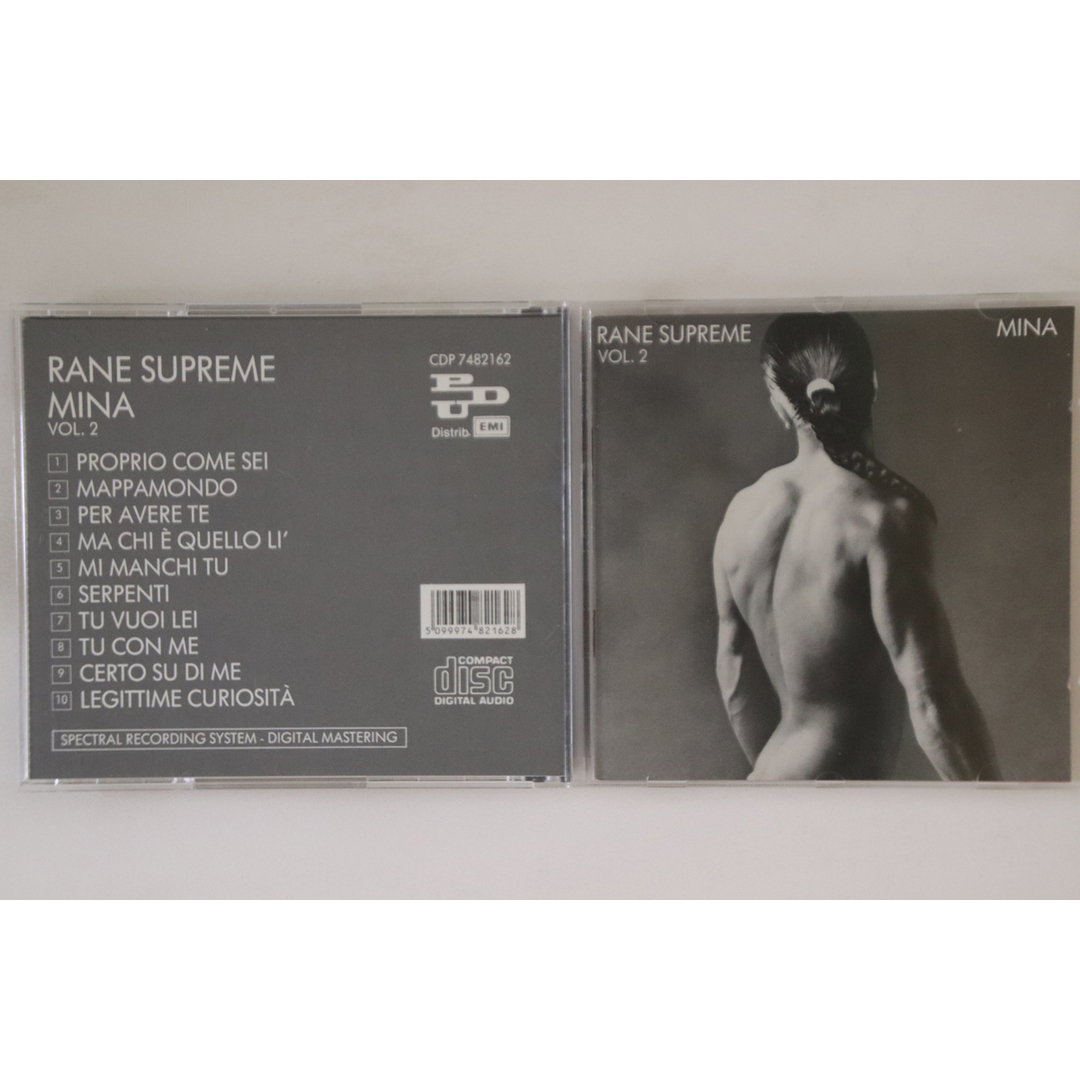 RANE SUPREME
MINA
VOL. 2
1 PROPRIO COME SEI
2 MAPPAMONDO
3 PER AVERE TE
4 MA CHI È QUELLO LI'
5 MI MANCHI TU
6 SERPENTI
7 TU VUOI LEI
8 TU CON ME
9 CERTO SU DI ME
10 LEGITTIME CURIOSITÀ
SPECTRAL RECORDING SYSTEM - DIGITAL MASTERING
CDP 7482162
PDU
Distrib. EMI
5 099974 821628
COMPACT
disc
DIGITAL AUDIO
RANE SUPREME
VOL. 2
MINA